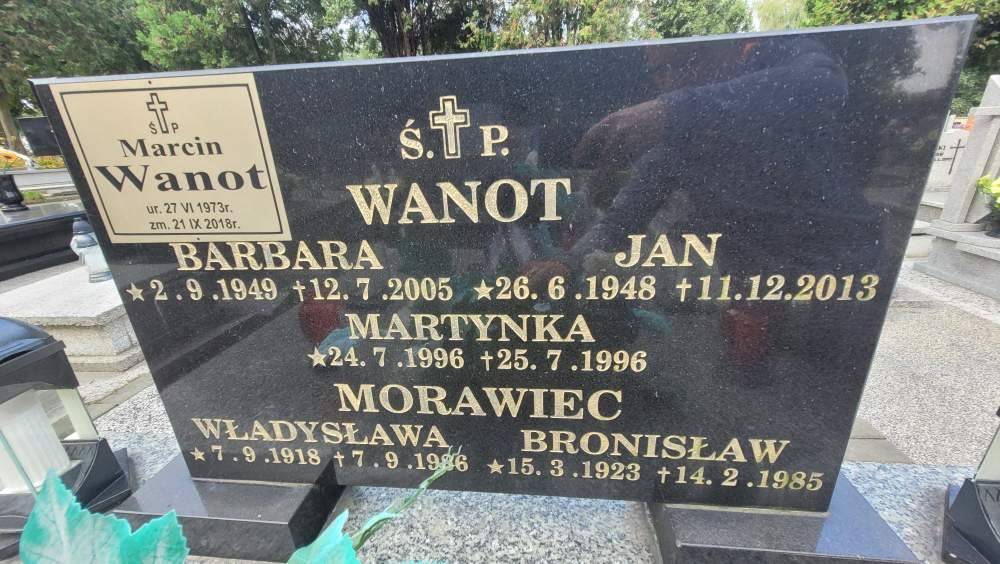 Ś P
Marcin
Wanot
ur. 27 VI 1973r.
zm. 21 IX 2018r.
Ś. P.
WANOT
BARBARA JAN
★2.9.1949 †12.7.2005 ★26.6.1948 †11.12.2013
MARTYNKA
★24.7.1996 †25.7.1996
MORAWIEC
WŁADYSŁAWA BRONISŁAW
★7.9.1918 †7.9.1986 ★15.3.1923 †14.2.1985